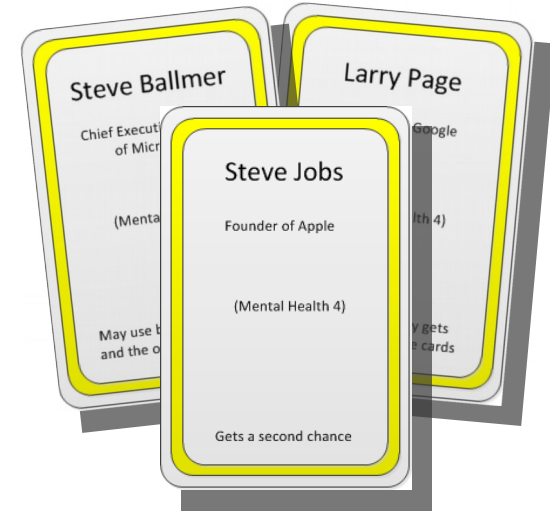 Steve Ballmer
Chief Executi
of Micr
(Menta
May use b
and the o
Larry Page
Google
lth 4)
y gets
e cards
Steve Jobs
Founder of Apple
(Mental Health 4)
Gets a second chance